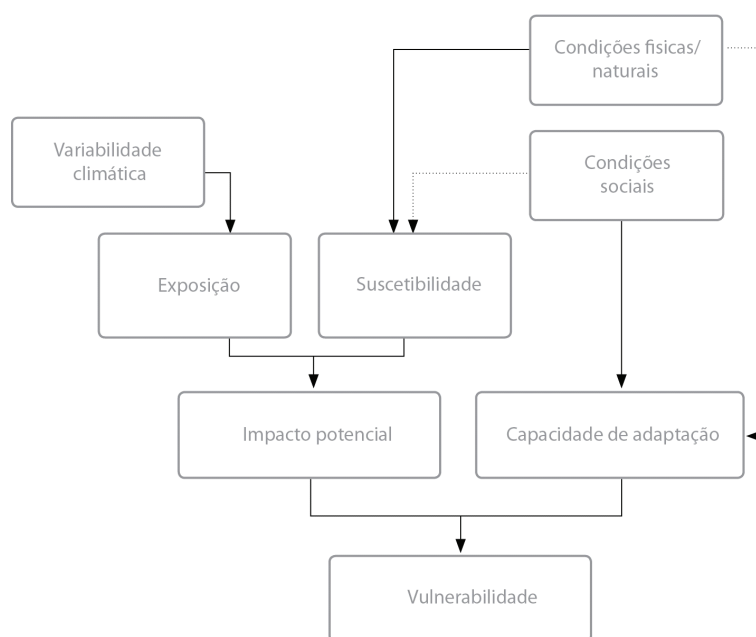 Condições fisicas/
naturais
Variabilidade
climática
Condições
sociais
Exposição
Suscetibilidade
Impacto potencial
Capacidade de adaptação
Vulnerabilidade